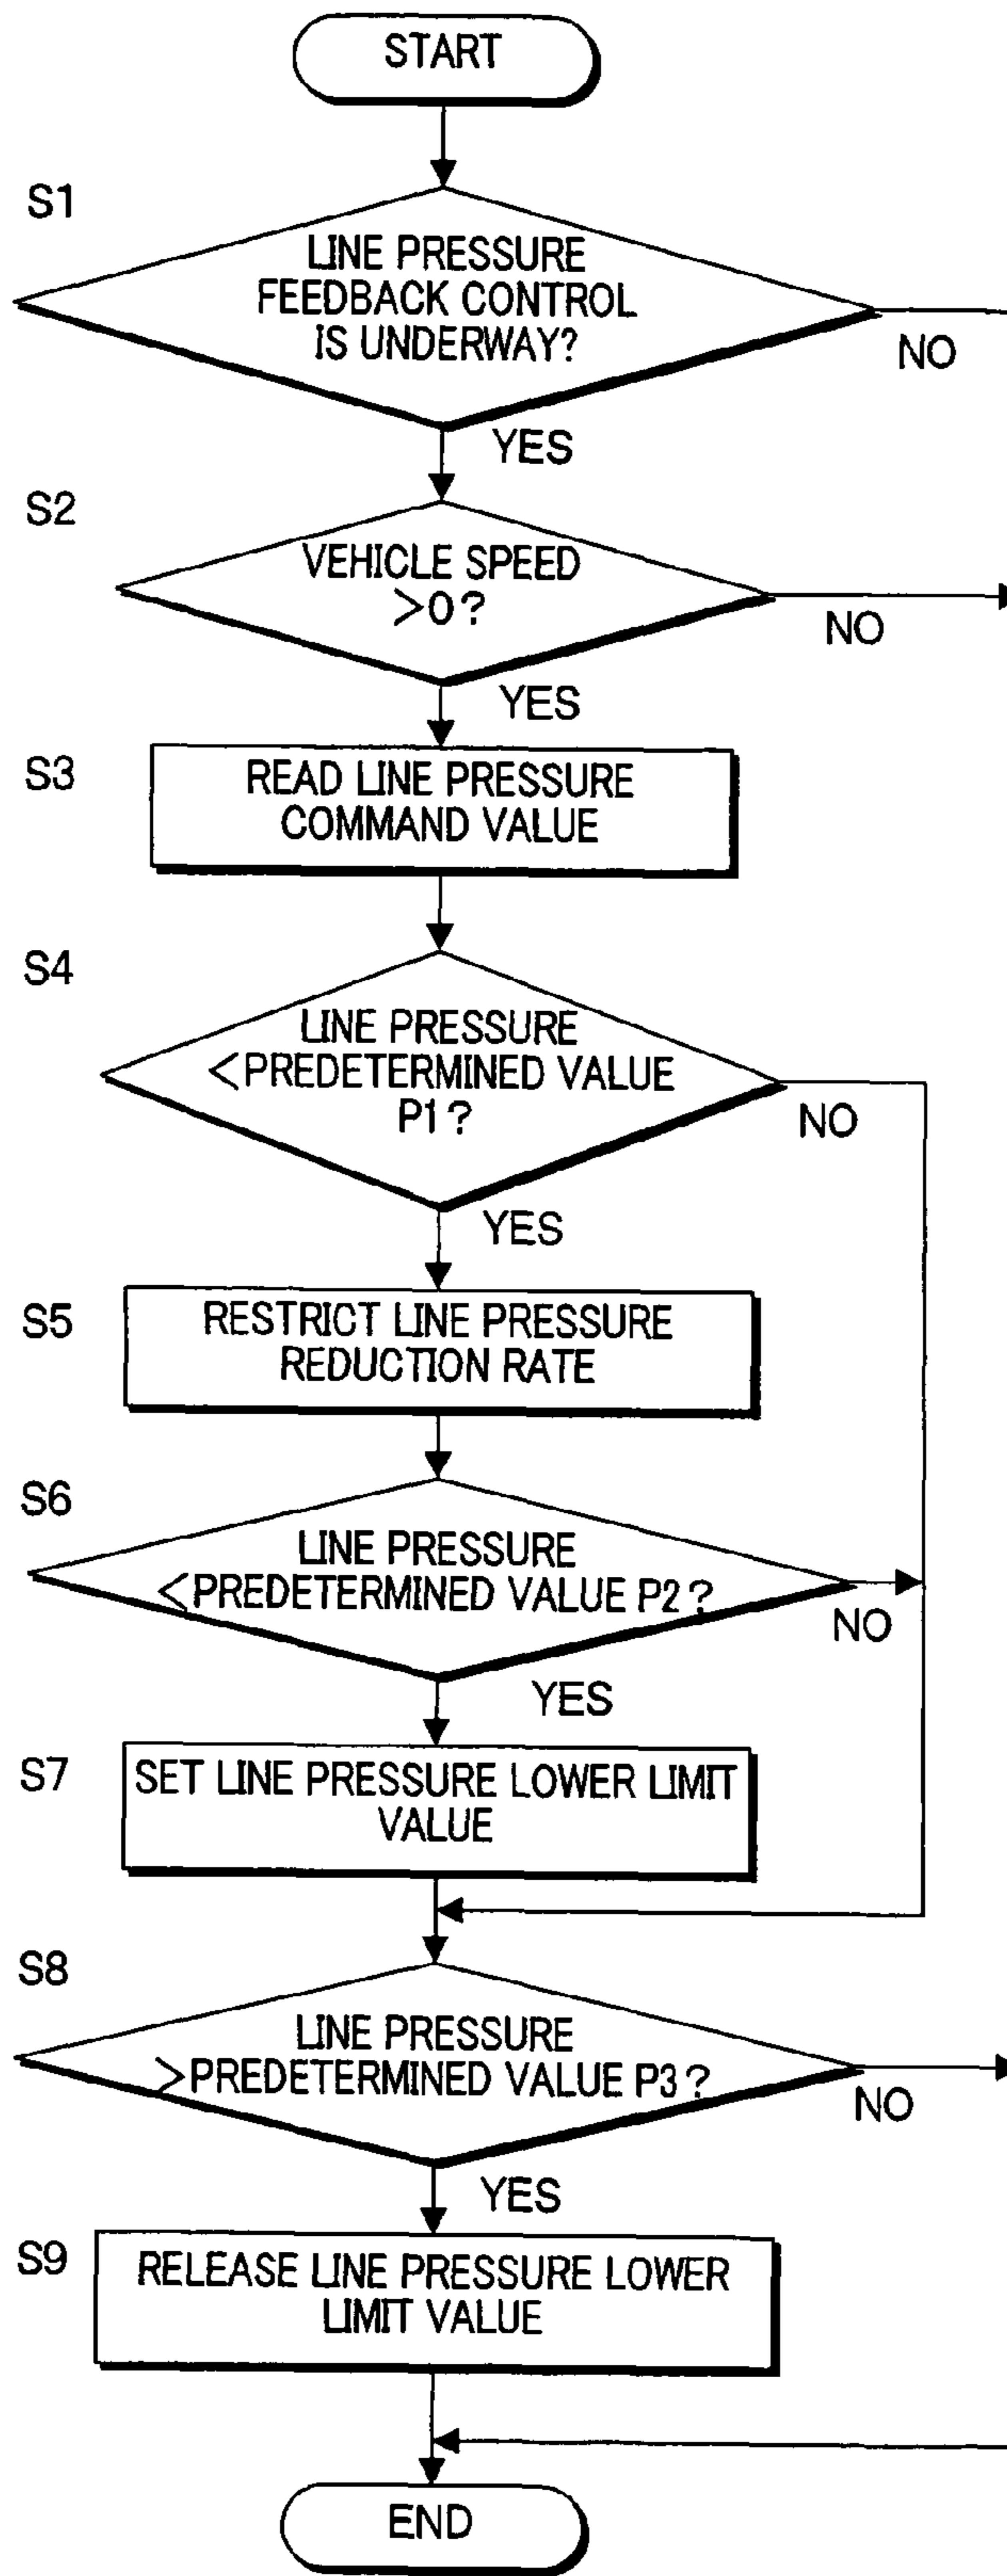 START
S1
LINE PRESSURE
FEEDBACK CONTROL
IS UNDERWAY?
NO
YES
S2
VEHICLE SPEED
>0?
NO
YES
S3
READ LINE PRESSURE
COMMAND VALUE
S4
LINE PRESSURE
<PREDETERMINED VALUE
P1?
NO
YES
S5
RESTRICT LINE PRESSURE
REDUCTION RATE
S6
LINE PRESSURE
<PREDETERMINED VALUE P2?
NO
YES
S7
SET LINE PRESSURE LOWER LIMIT
VALUE
S8
LINE PRESSURE
>PREDETERMINED VALUE P3?
NO
YES
S9
RELEASE LINE PRESSURE LOWER
LIMIT VALUE
END